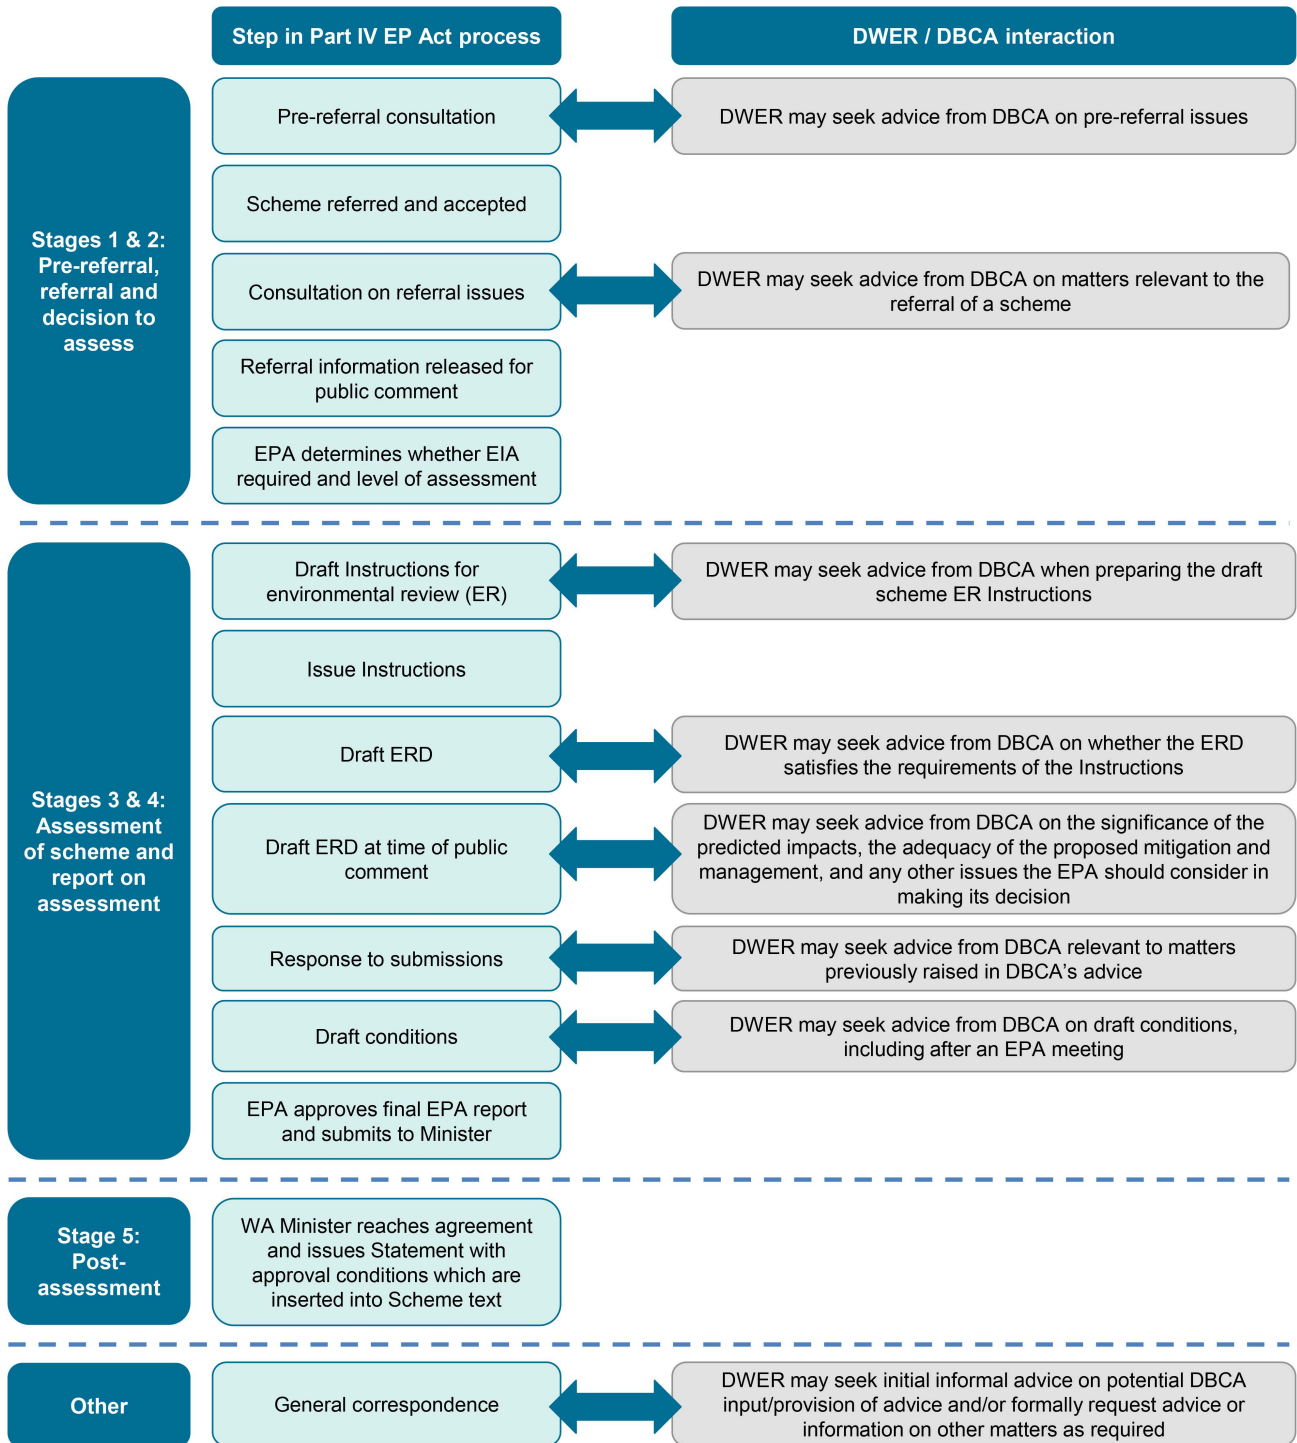 Step in Part IV EP Act process
DWER / DBCA interaction
Stages 1 & 2:
Pre-referral,
referral and
decision to
assess
Pre-referral consultation
DWER may seek advice from DBCA on pre-referral issues
Scheme referred and accepted
Consultation on referral issues
DWER may seek advice from DBCA on matters relevant to the
referral of a scheme
Referral information released for
public comment
EPA determines whether EIA
required and level of assessment
Stages 3 & 4:
Assessment
of scheme and
report on
assessment
Draft Instructions for
environmental review (ER)
DWER may seek advice from DBCA when preparing the draft
scheme ER Instructions
Issue Instructions
Draft ERD
DWER may seek advice from DBCA on whether the ERD
satisfies the requirements of the Instructions
Draft ERD at time of public
comment
DWER may seek advice from DBCA on the significance of the
predicted impacts, the adequacy of the proposed mitigation and
management, and any other issues the EPA should consider in
making its decision
Response to submissions
DWER may seek advice from DBCA relevant to matters
previously raised in DBCA’s advice
Draft conditions
DWER may seek advice from DBCA on draft conditions,
including after an EPA meeting
EPA approves final EPA report
and submits to Minister
Stage 5:
Post-
assessment
WA Minister reaches agreement
and issues Statement with
approval conditions which are
inserted into Scheme text
Other
General correspondence
DWER may seek initial informal advice on potential DBCA
input/provision of advice and/or formally request advice or
information on other matters as required